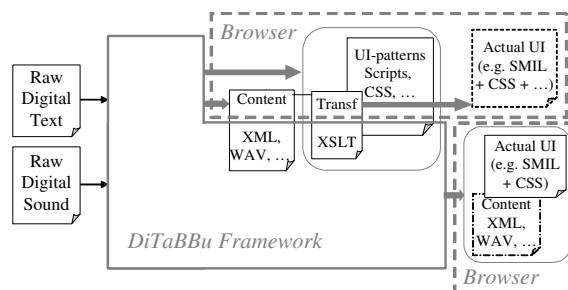 Browser
Raw
Digital
Text
Raw
Digital
Sound
DiTaBBu Framework
Content
XML,
WAV, …
Transf
XSLT
UI-patterns
Scripts,
CSS, …
Actual UI
(e.g. SMIL
+ CSS + …)
Actual UI
(e.g. SMIL
+ CSS)
Content
XML,
WAV, …
Browser